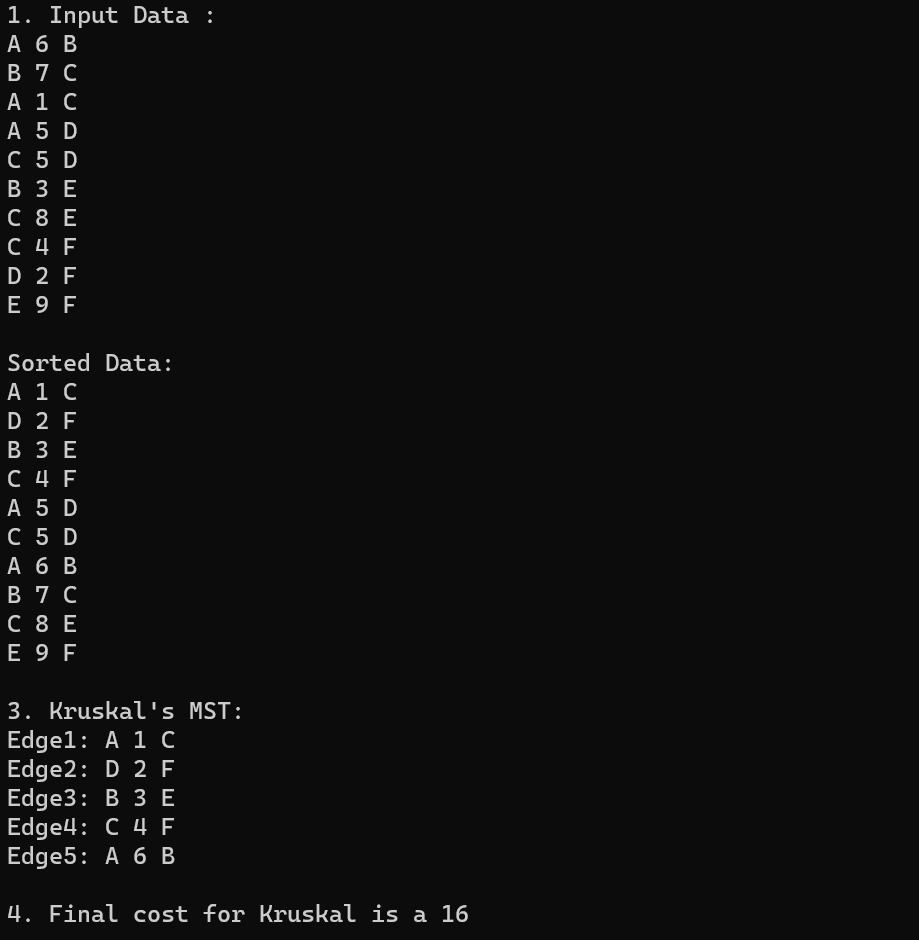 1. Input Data :
A 6 B
B 7 C
A 1 C
A 5 D
C 5 D
B 3 E
C 8 E
C 4 F
D 2 F
E 9 F
Sorted Data:
A 1 C
D 2 F
B 3 E
C 4 F
A 5 D
C 5 D
A 6 B
B 7 C
C 8 E
E 9 F
3. Kruskal's MST:
Edge1: A 1 C
Edge2: D 2 F
Edge3: B 3 E
Edge4: C 4 F
Edge5: A 6 B
4. Final cost for Kruskal is a 16